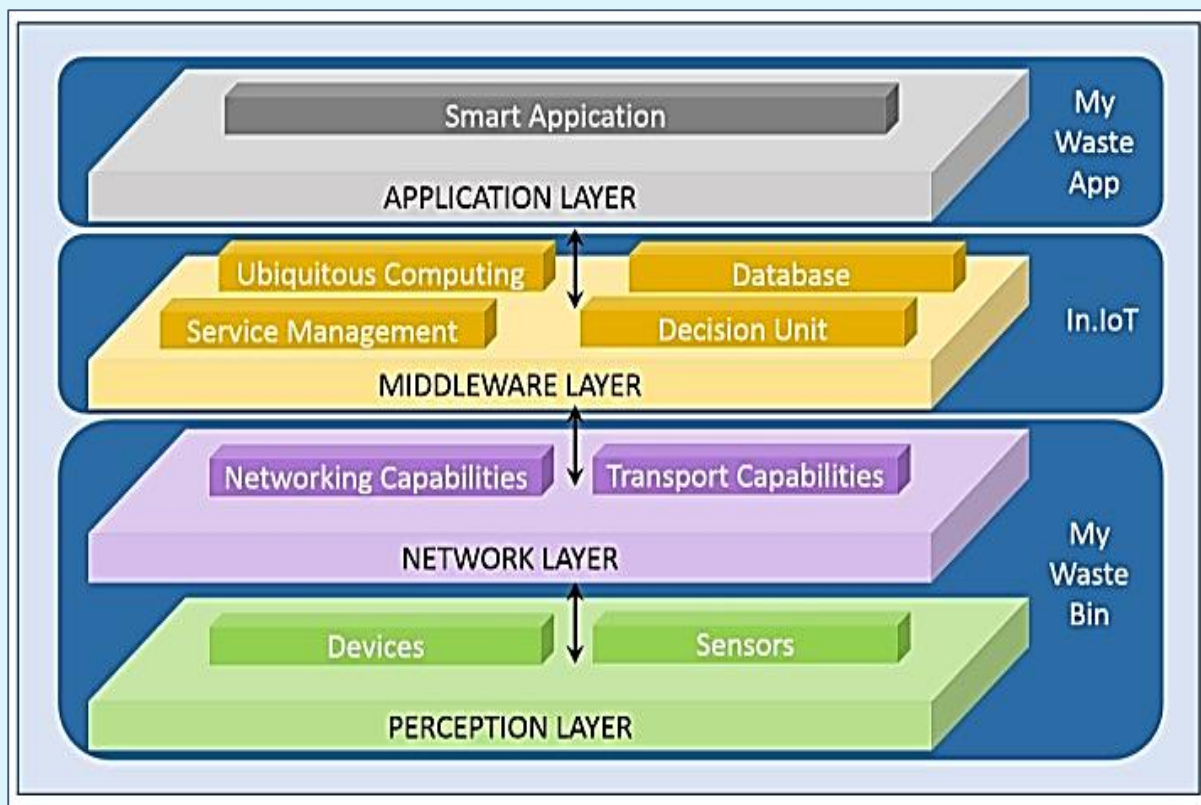 Smart Appication
APPLICATION LAYER
My
Waste
App
Ubiquitous Computing
Database
Service Management
Decision Unit
MIDDLEWARE LAYER
In.IoT
Networking Capabilities
Transport Capabilities
NETWORK LAYER
Devices
Sensors
PERCEPTION LAYER
My
Waste
Bin